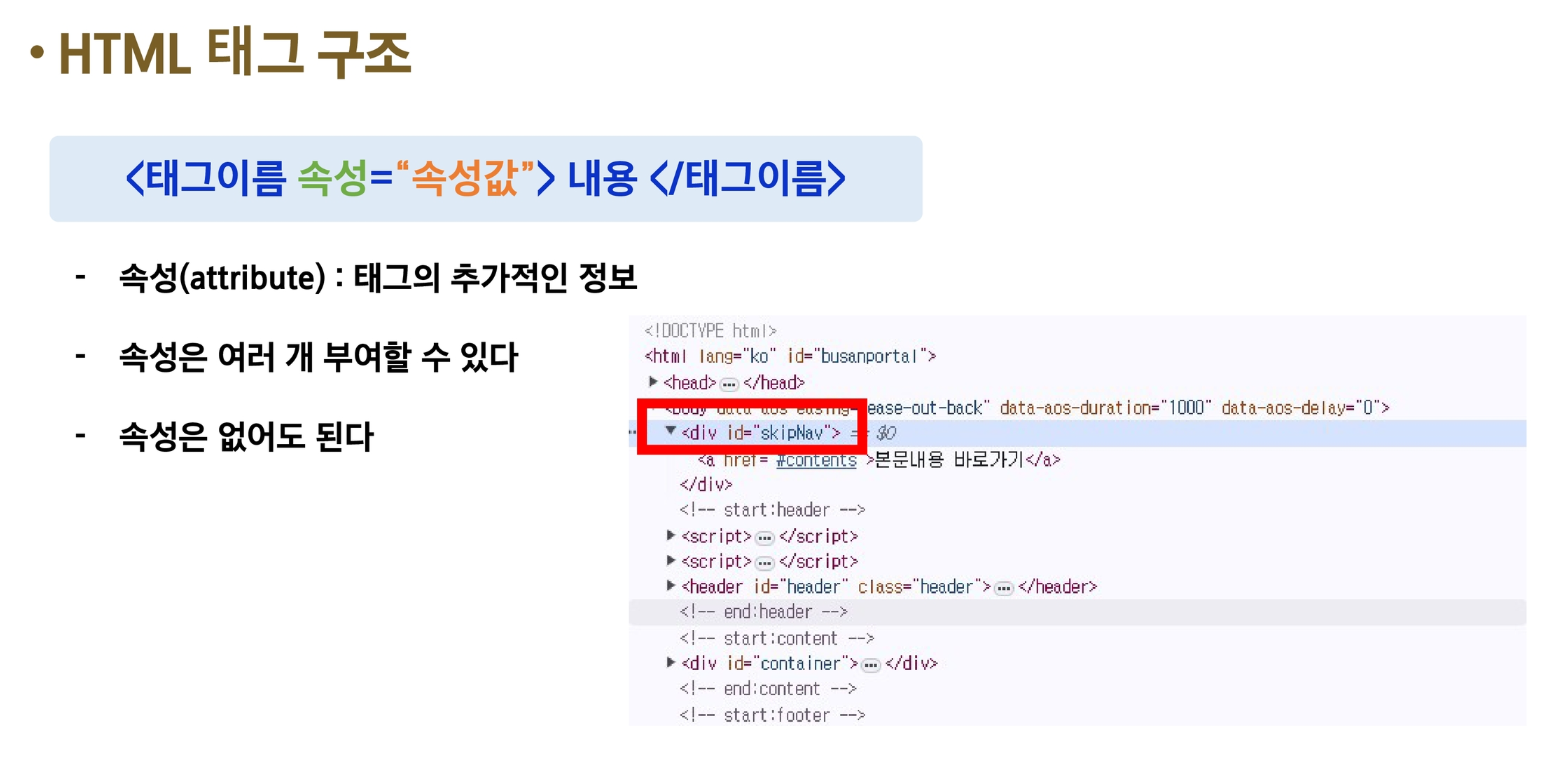 • HTML 태그 구조
<태그이름 속성=“속성값”> 내용 </태그이름>
- 속성(attribute) : 태그의 추가적인 정보
- 속성은 여러 개 부여할 수 있다
- 속성은 없어도 된다
<!DOCTYPE html>
<html lang="ko" id="busanportal">
▶<head>⋯</head>
<body data-aos-easing="ease-out-back" data-aos-duration="1000" data-aos-delay="0">
▼<div id="skipNav"> == $0
<a href="#contents">본문내용 바로가기</a>
</div>
<!-- start:header -->
▶<script>⋯</script>
▶<script>⋯</script>
▶<header id="header" class="header">⋯</header>
<!-- end:header -->
<!-- start:content -->
▶<div id="container">⋯</div>
<!-- end:content -->
<!-- start:footer -->